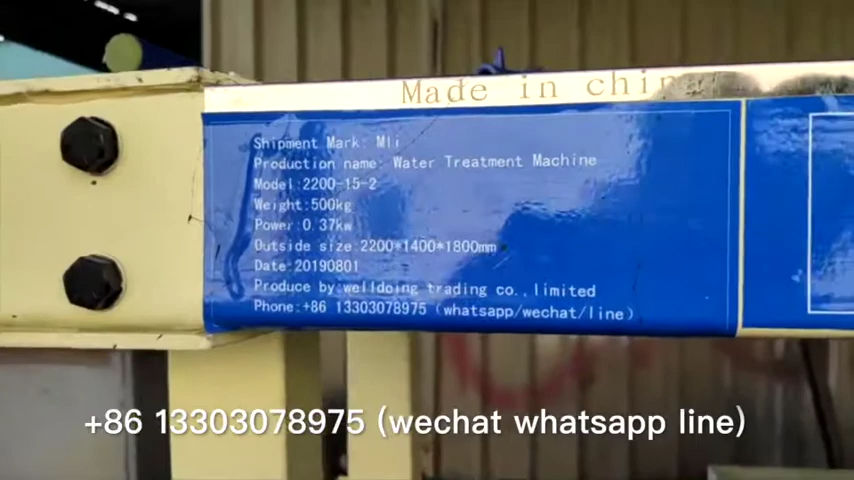 Made in china
Shipment Mark: Mli
Production name: Water Treatment Machine
Model:2200-15-2
Weight:500kg
Power:0.37kw
Outside size:2200*1400*1800mm
Date:20190801
Produce by:welldoing trading co.,limited
Phone:+86 13303078975 (whatsapp/wechat/line)
+86 13303078975 (wechat whatsapp line)